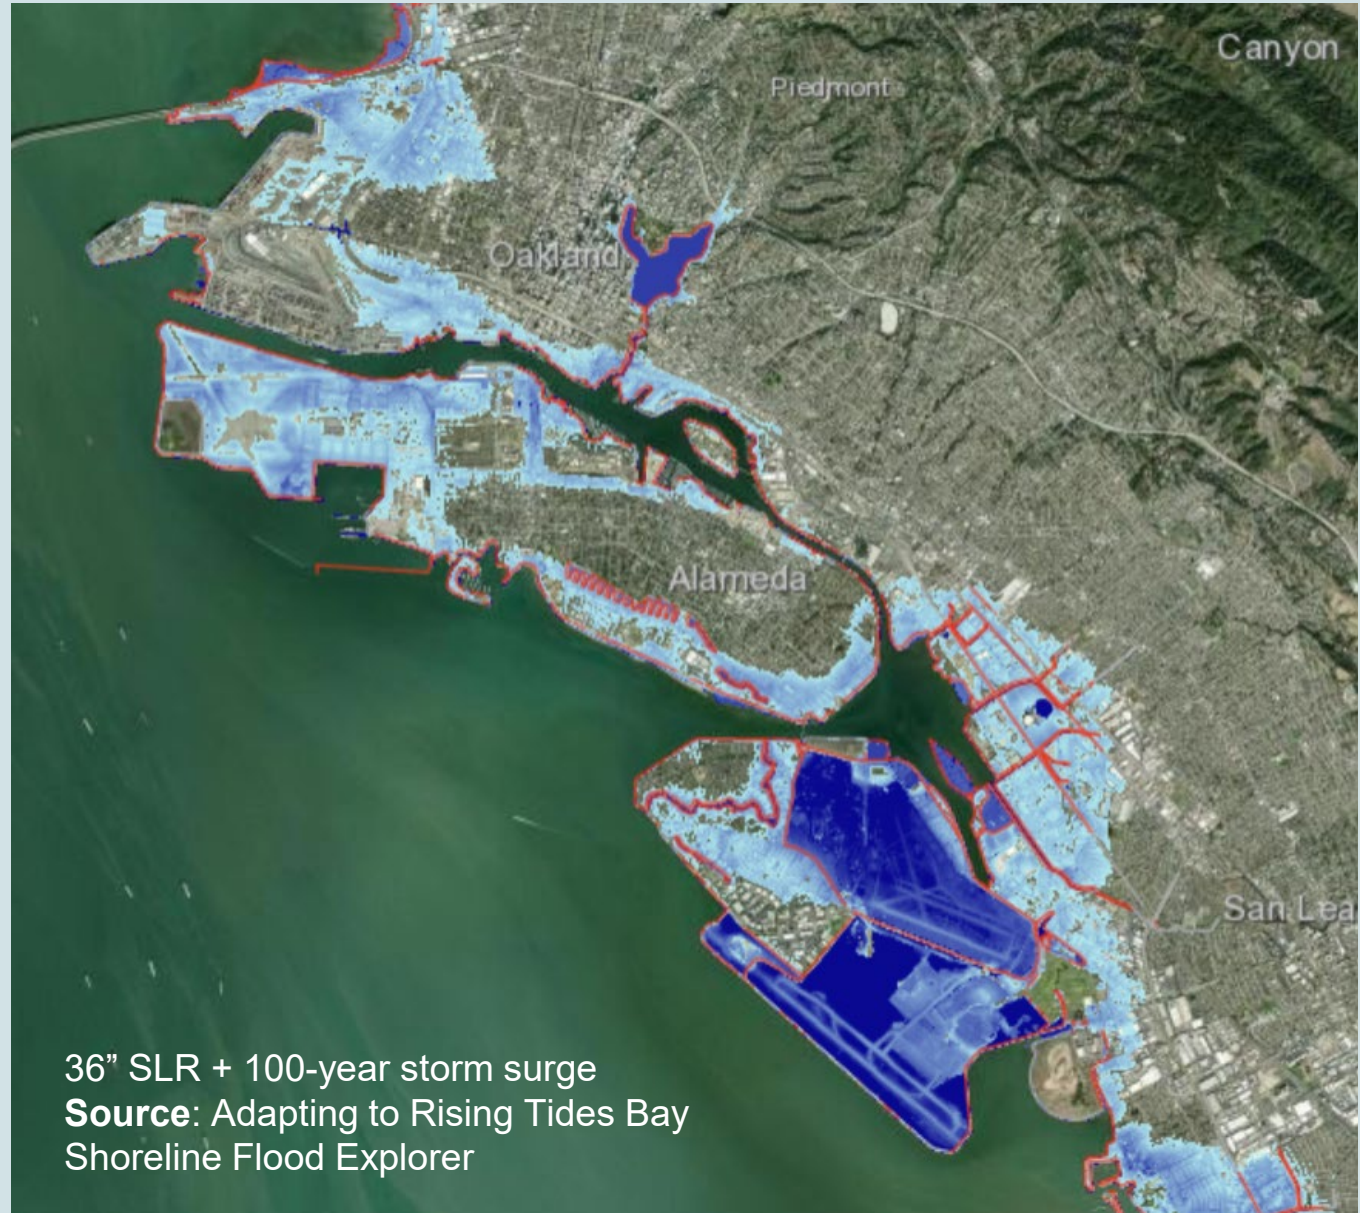 Canyon
Piedmont
Oakland
Alameda
San Lea
36” SLR + 100-year storm surge
Source: Adapting to Rising Tides Bay
Shoreline Flood Explorer